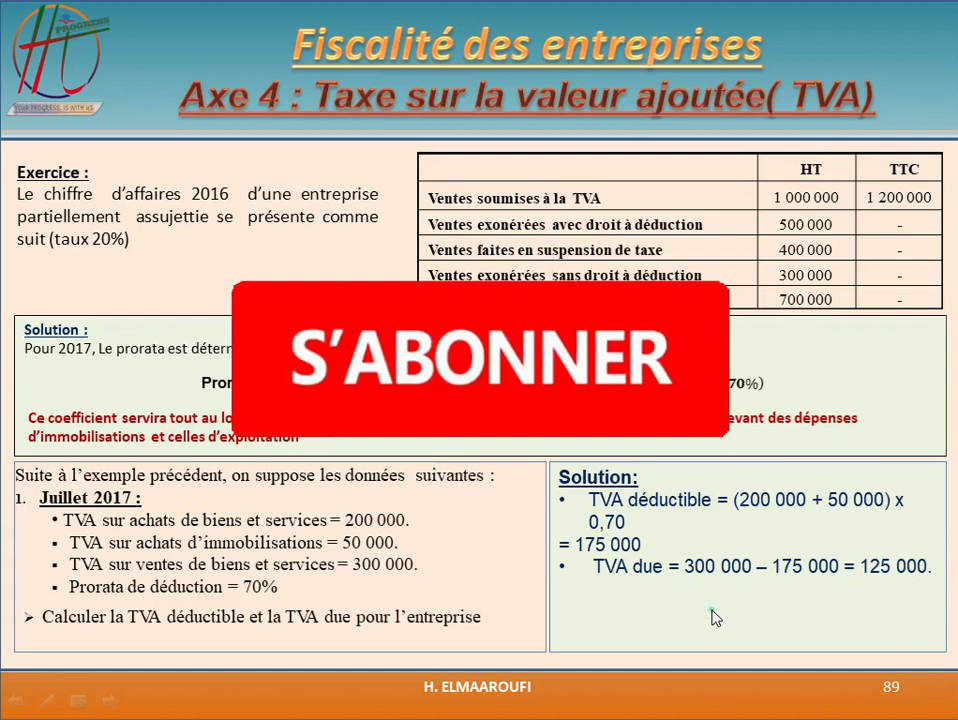 PROGRESS
YOUR PROGRESS, IS WITH US
Fiscalité des entreprises
Axe 4 : Taxe sur la valeur ajoutée( TVA)
Exercice :
Le chiffre d’affaires 2016 d’une entreprise
partiellement assujettie se présente comme
suit (taux 20%)
HT TTC
Ventes soumises à la TVA 1 000 000 1 200 000
Ventes exonérées avec droit à déduction 500 000 -
Ventes faites en suspension de taxe 400 000 -
Ventes exonérées sans droit à déduction 300 000 -
700 000 -
Solution :
Pour 2017, Le prorata est
70%)
Ce coefficient servira tout au
des dépenses
d’immobilisations et celles d’exploitation
S’ABONNER
Suite à l’exemple précédent, on suppose les données suivantes :
1. Juillet 2017 :
• TVA sur achats de biens et services = 200 000.
▪ TVA sur achats d’immobilisations = 50 000.
▪ TVA sur ventes de biens et services = 300 000.
▪ Prorata de déduction = 70%
➢ Calculer la TVA déductible et la TVA due pour l’entreprise
Solution:
• TVA déductible = (200 000 + 50 000) x
0,70
= 175 000
• TVA due = 300 000 – 175 000 = 125 000.
H. ELMAAROUFI
89